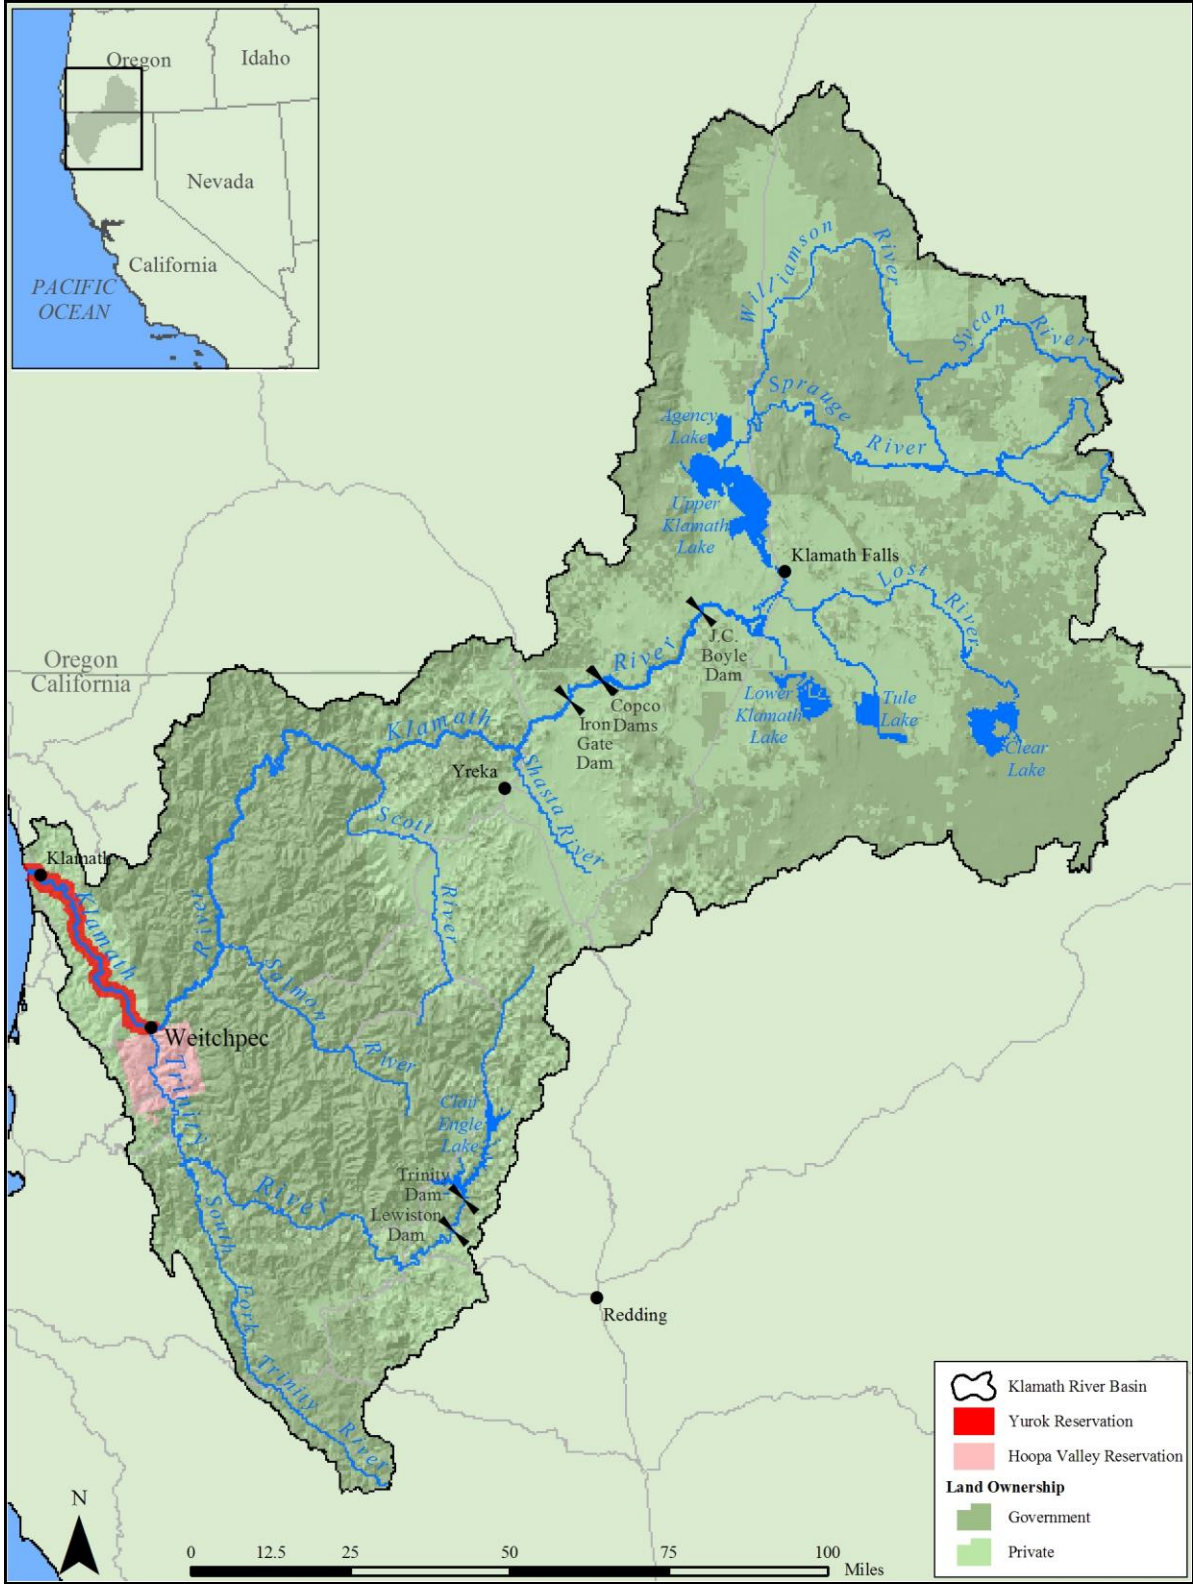 Oregon
Idaho
Nevada
California
PACIFIC
OCEAN
Williamson River
Sycan River
Sprauge River
Agency
Lake
Upper
Klamath
Lake
Klamath Falls
Lost River
J.C.
Boyle
Dam
River
Oregon
California
Copco
Dams
Iron
Gate
Dam
Lower
Klamath
Lake
Tule
Lake
Clear
Lake
Klamath
Yreka
Shasta River
Scott River
Klamath
Klamath
River
Salmon River
Weitchpec
Trinity
River
Clair
Engle
Lake
Trinity
Dam
Lewiston
Dam
South Fork Trinity River
Redding
Klamath River Basin
Yurok Reservation
Hoopa Valley Reservation
Land Ownership
Government
Private
N
0 12.5 25 50 75 100
Miles